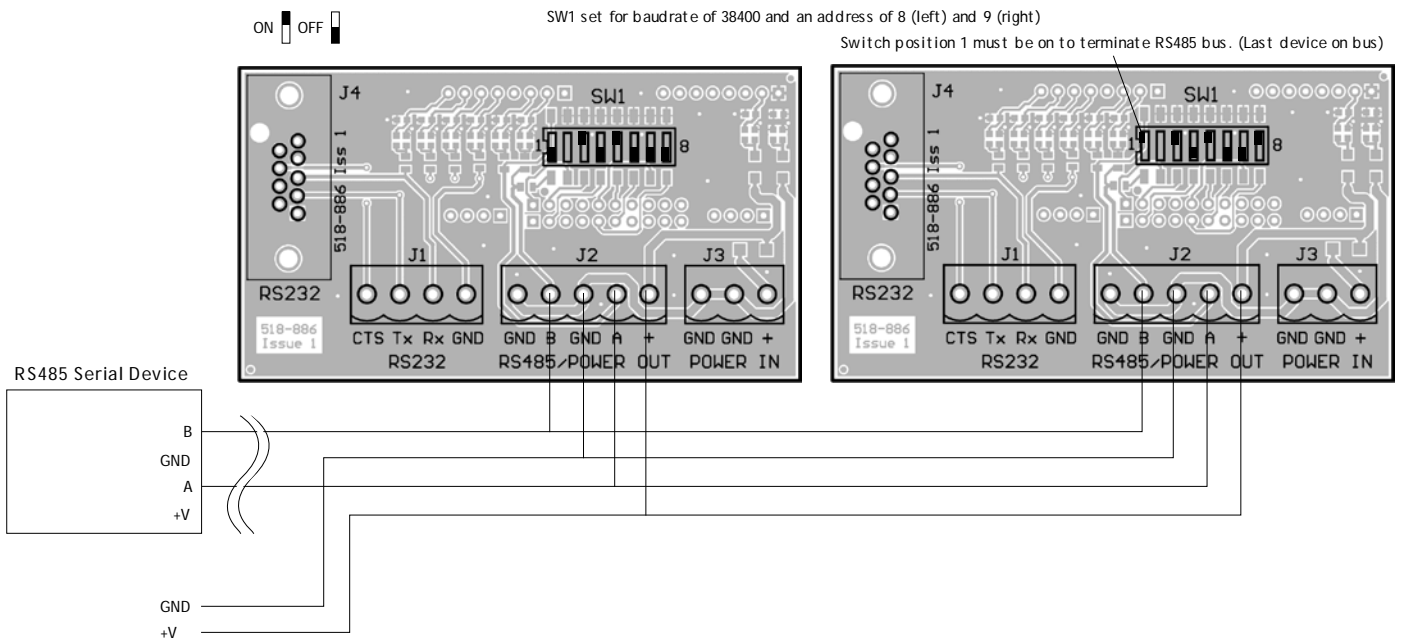 ON OFF
SW1 set for baudrate of 38400 and an address of 8 (left) and 9 (right)
Switch position 1 must be on to terminate RS485 bus. (Last device on bus)
J4
SW1
1
8
518-886 Iss 1
J1
J2
J3
RS232
518-886
Issue 1
CTS Tx Rx GND
GND B GND A +
GND GND +
RS232
RS485/POWER OUT
POWER IN
J4
SW1
1
8
518-886 Iss 1
J1
J2
J3
RS232
518-886
Issue 1
CTS Tx Rx GND
GND B GND A +
GND GND +
RS232
RS485/POWER OUT
POWER IN
RS485 Serial Device
B
GND
A
+V
GND
+V